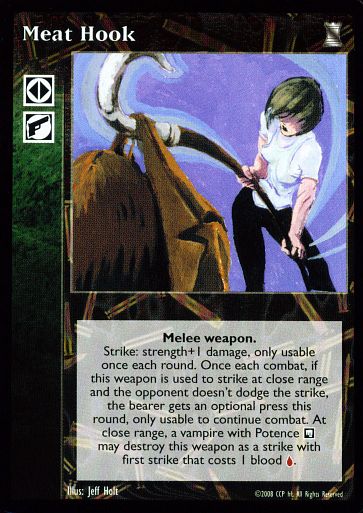 Meat Hook
Melee weapon.
Strike: strength+1 damage, only usable
once each round. Once each combat, if
this weapon is used to strike at close range
and the opponent doesn't dodge the strike,
the bearer gets an optional press this
round, only usable to continue combat. At
close range, a vampire with Potence
may destroy this weapon as a strike with
first strike that costs 1 blood.
Illus: Jeff Holt
©2008 CCP hf. All Rights Reserved